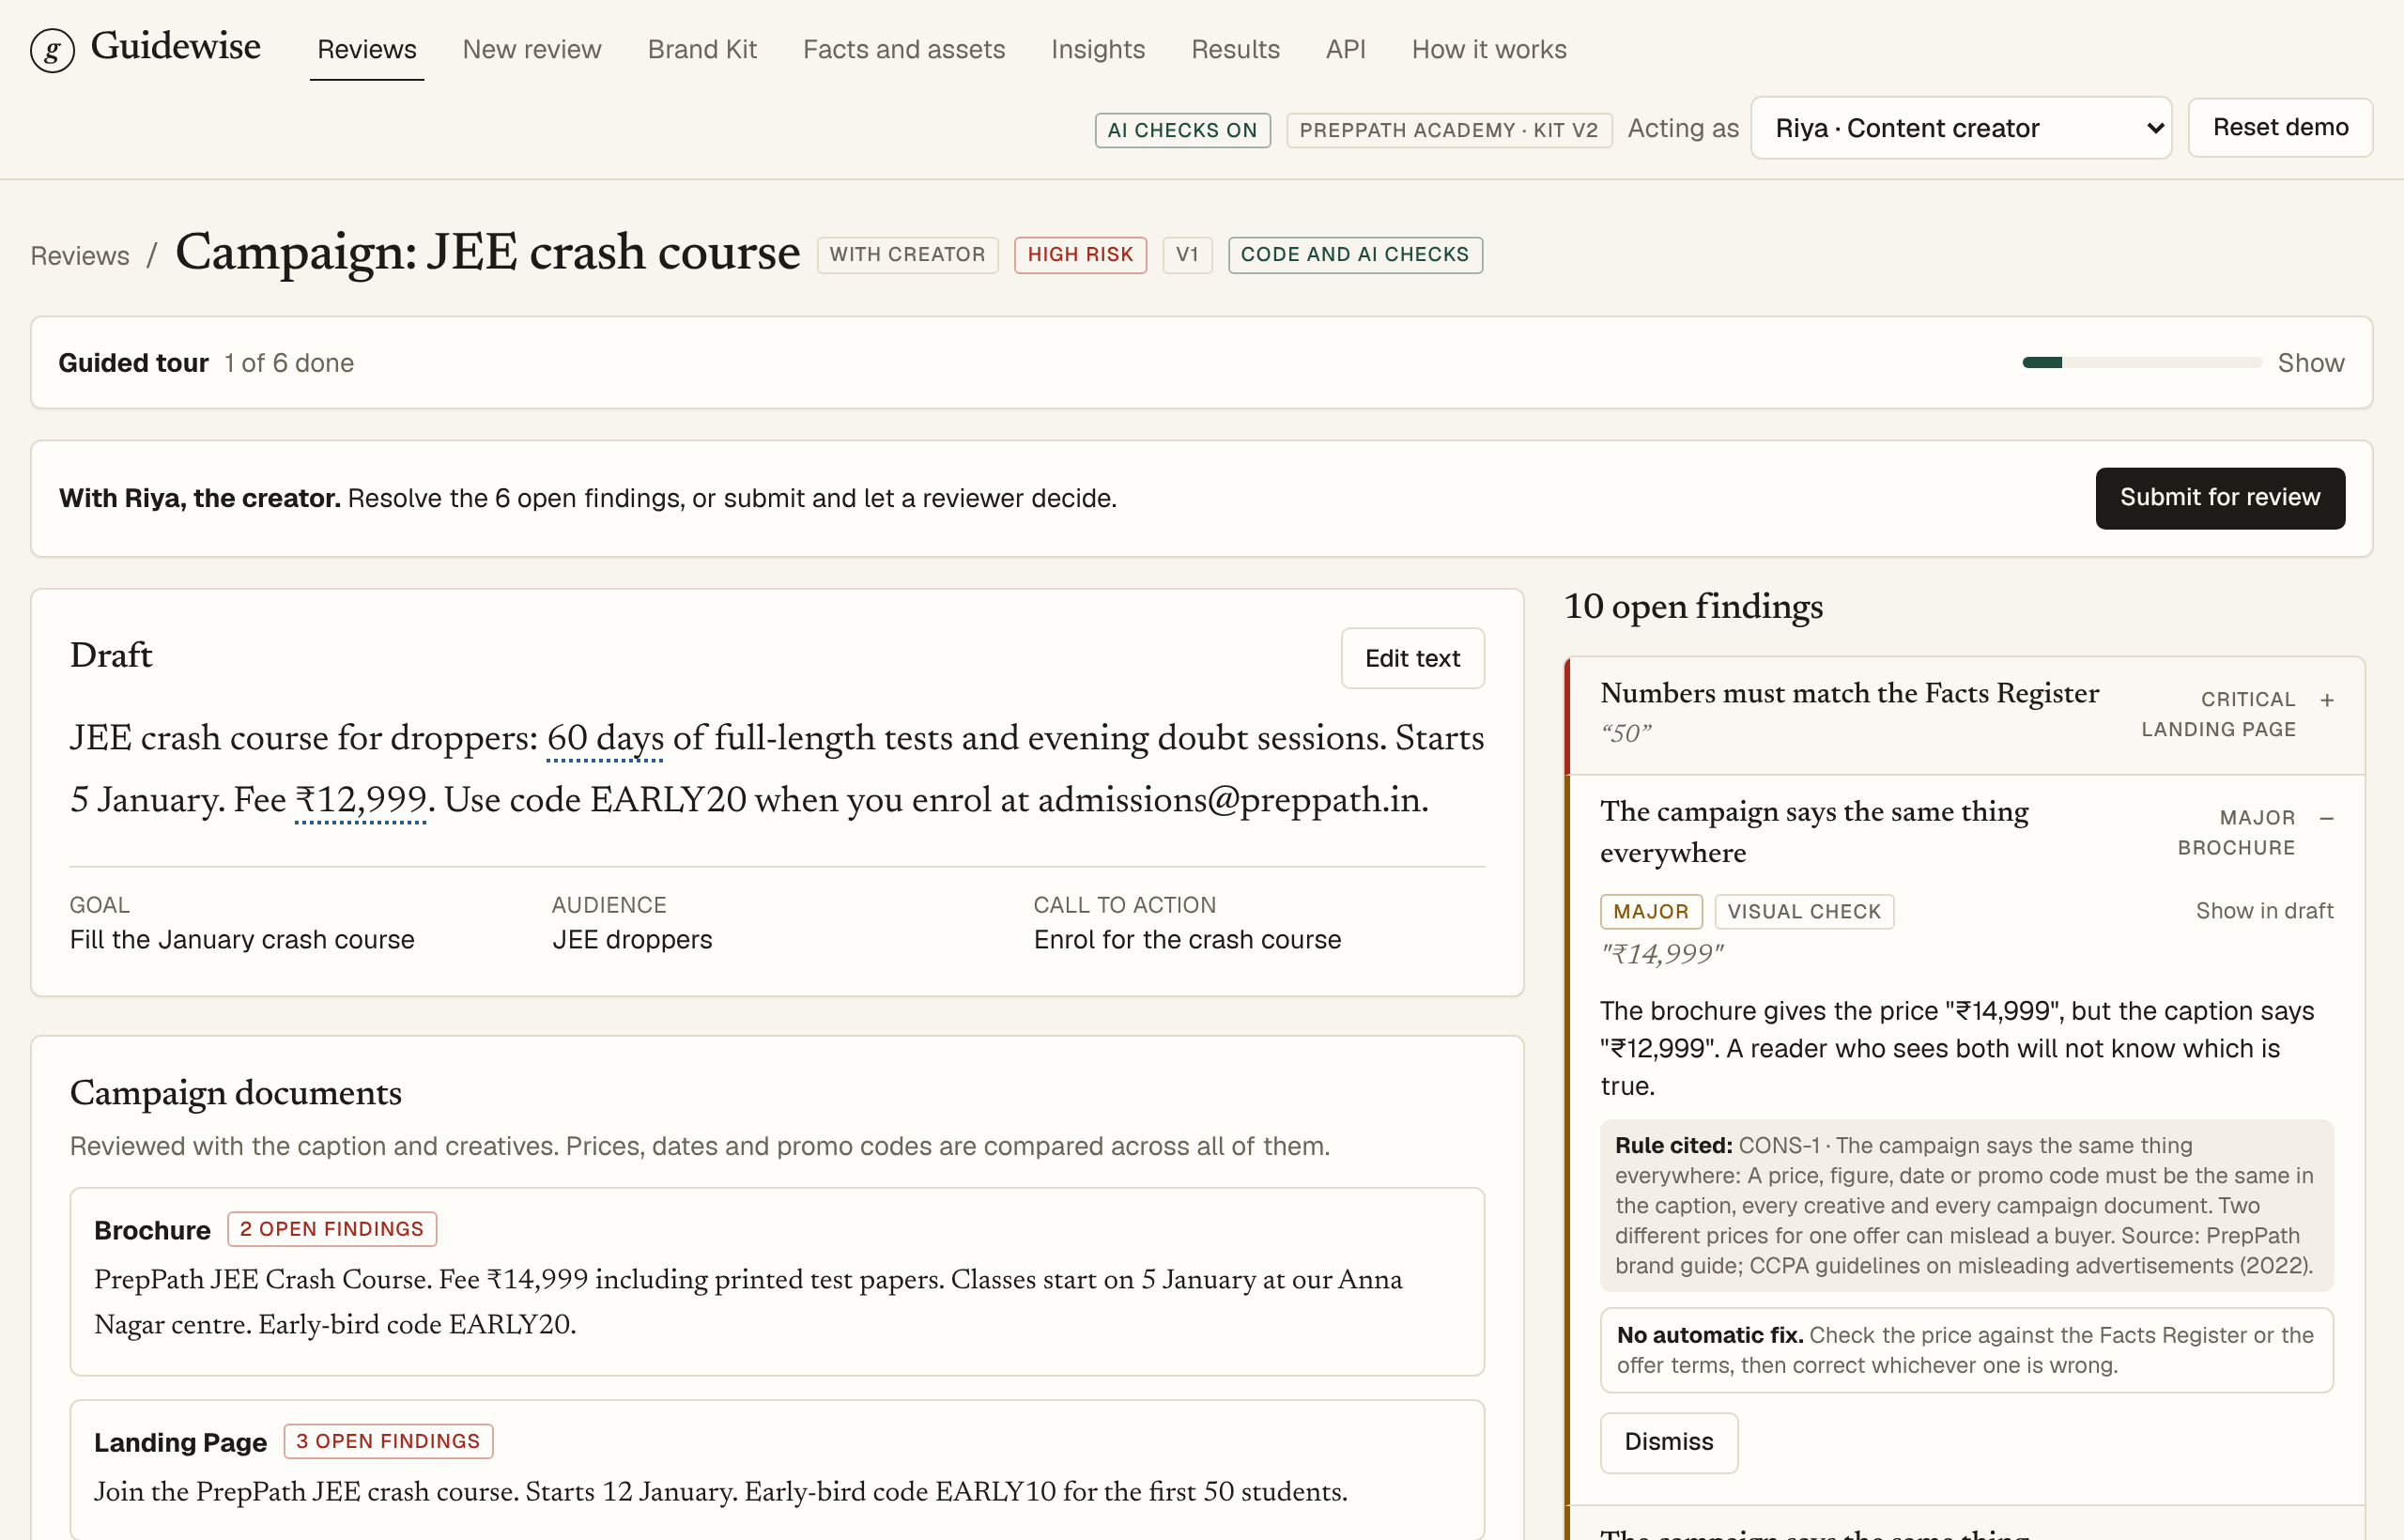 g Guidewise Reviews New review Brand Kit Facts and assets Insights Results API How it works
AI CHECKS ON PREPPATH ACADEMY · KIT V2 Acting as Riya · Content creator Reset demo
Reviews / Campaign: JEE crash course WITH CREATOR HIGH RISK V1 CODE AND AI CHECKS
Guided tour 1 of 6 done Show
With Riya, the creator. Resolve the 6 open findings, or submit and let a reviewer decide. Submit for review
Draft Edit text
JEE crash course for droppers: 60 days of full-length tests and evening doubt sessions. Starts
5 January. Fee ₹12,999. Use code EARLY20 when you enrol at admissions@preppath.in.
GOAL AUDIENCE CALL TO ACTION
Fill the January crash course JEE droppers Enrol for the crash course
Campaign documents
Reviewed with the caption and creatives. Prices, dates and promo codes are compared across all of them.
Brochure 2 OPEN FINDINGS
PrepPath JEE Crash Course. Fee ₹14,999 including printed test papers. Classes start on 5 January at our Anna
Nagar centre. Early-bird code EARLY20.
Landing Page 3 OPEN FINDINGS
Join the PrepPath JEE crash course. Starts 12 January. Early-bird code EARLY10 for the first 50 students.
10 open findings
Numbers must match the Facts Register CRITICAL +
“50” LANDING PAGE
The campaign says the same thing MAJOR –
everywhere BROCHURE
MAJOR VISUAL CHECK Show in draft
"₹14,999"
The brochure gives the price "₹14,999", but the caption says
"₹12,999". A reader who sees both will not know which is
true.
Rule cited: CONS-1 · The campaign says the same thing
everywhere: A price, figure, date or promo code must be the same in
the caption, every creative and every campaign document. Two
different prices for one offer can mislead a buyer. Source: PrepPath
brand guide; CCPA guidelines on misleading advertisements (2022).
No automatic fix. Check the price against the Facts Register or the
offer terms, then correct whichever one is wrong.
Dismiss
The campaign says the same thing